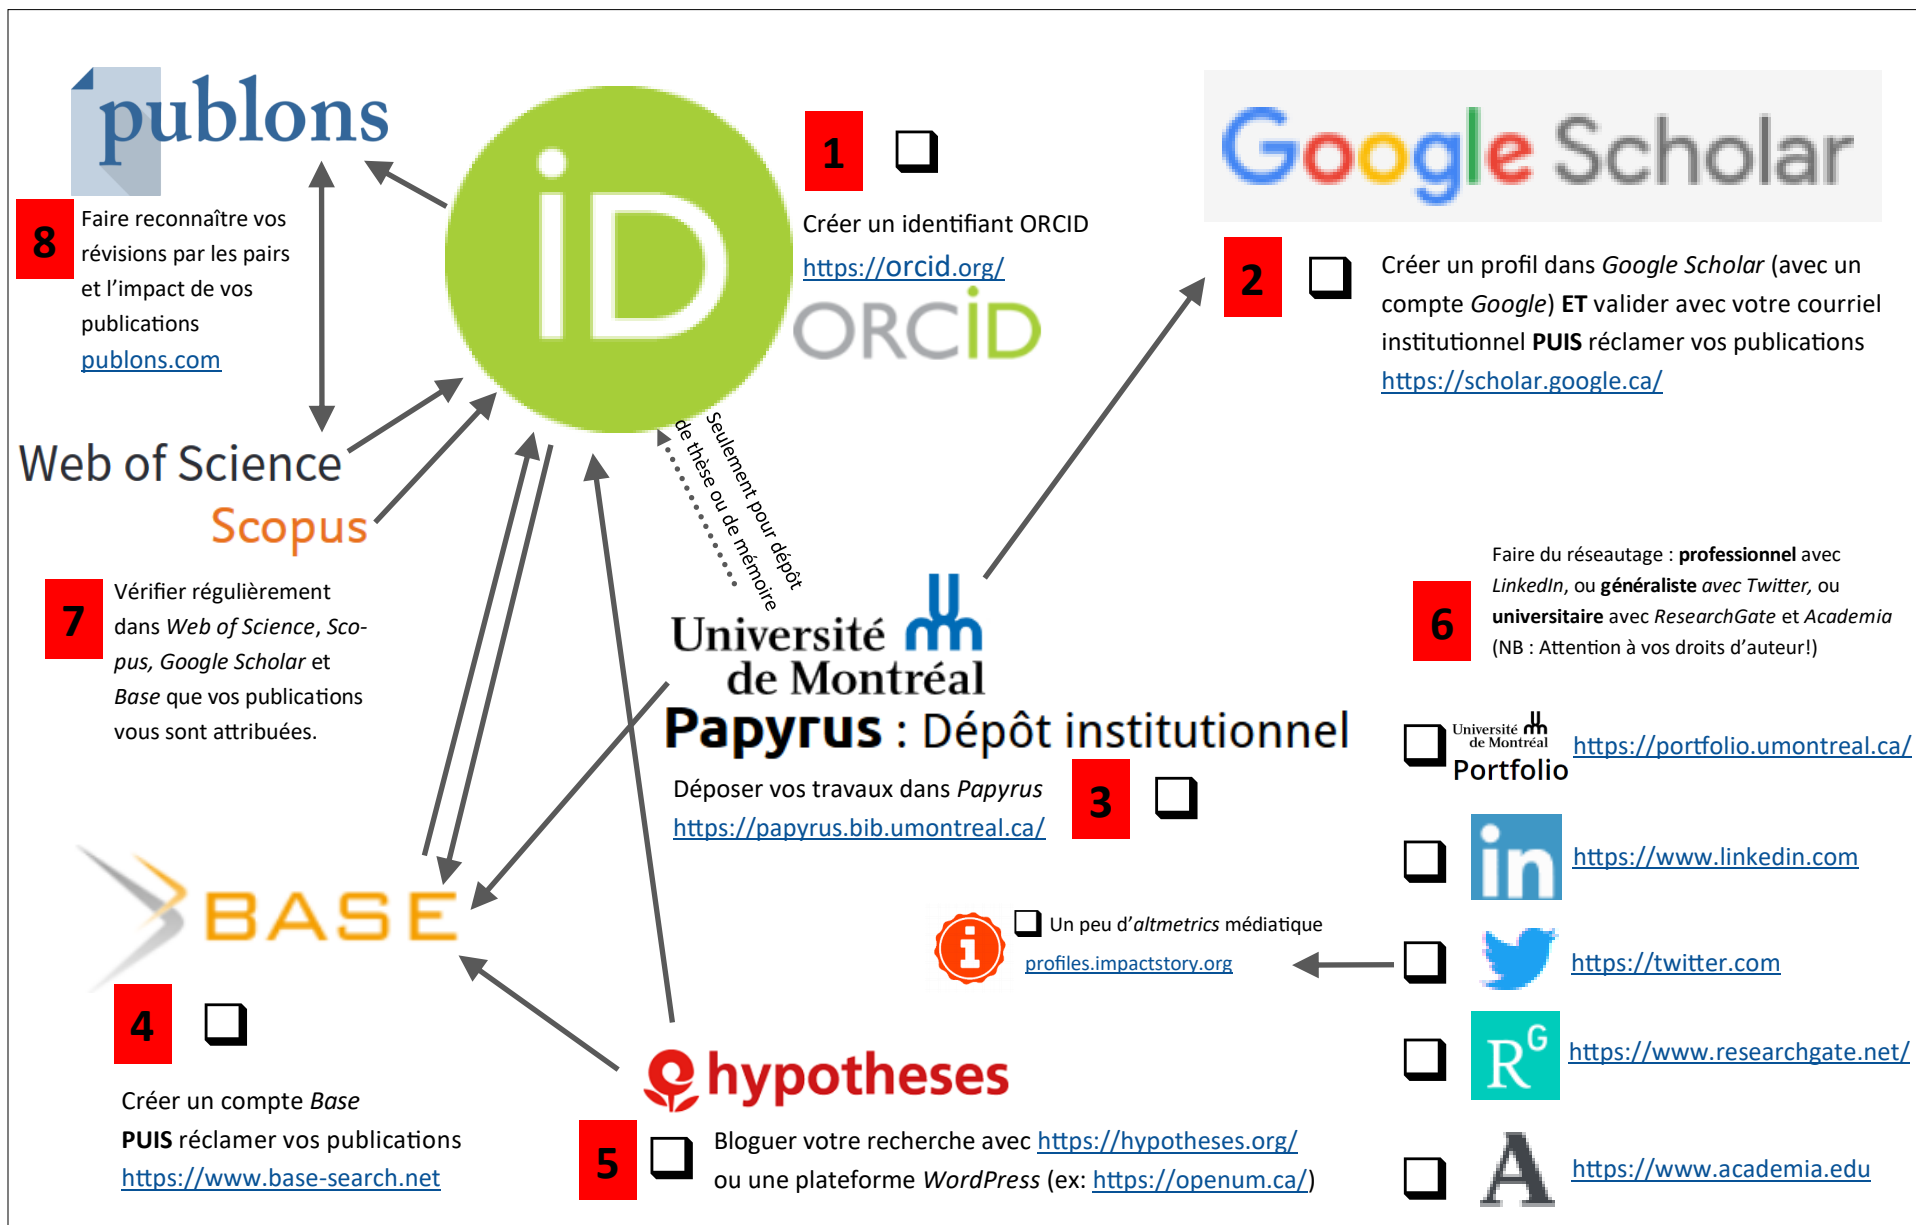 publons
8
Faire reconnaître vos
révisions par les pairs
et l’impact de vos
publications
publons.com
iD
1
Créer un identifiant ORCID
https://orcid.org/
ORCiD
Google Scholar
2
Créer un profil dans Google Scholar (avec un
compte Google) ET valider avec votre courriel
institutionnel PUIS réclamer vos publications
https://scholar.google.ca/
Web of Science
Scopus
7
Vérifier régulièrement
dans Web of Science, Sco-
pus, Google Scholar et
Base que vos publications
vous sont attribuées.
Seulement pour dépôt
de thèse ou de mémoire
Université
de Montréal
Papyrus : Dépôt institutionnel
Déposer vos travaux dans Papyrus
https://papyrus.bib.umontreal.ca/
3
6
Faire du réseautage : professionnel avec
LinkedIn, ou généraliste avec Twitter, ou
universitaire avec ResearchGate et Academia
(NB : Attention à vos droits d’auteur!)
Université
de Montréal
Portfolio
https://portfolio.umontreal.ca/
in
https://www.linkedin.com
https://twitter.com
RG
https://www.researchgate.net/
A
https://www.academia.edu
i
Un peu d’altmetrics médiatique
profiles.impactstory.org
BASE
4
Créer un compte Base
PUIS réclamer vos publications
https://www.base-search.net
hypotheses
5
Bloguer votre recherche avec https://hypotheses.org/
ou une plateforme WordPress (ex: https://openum.ca/)